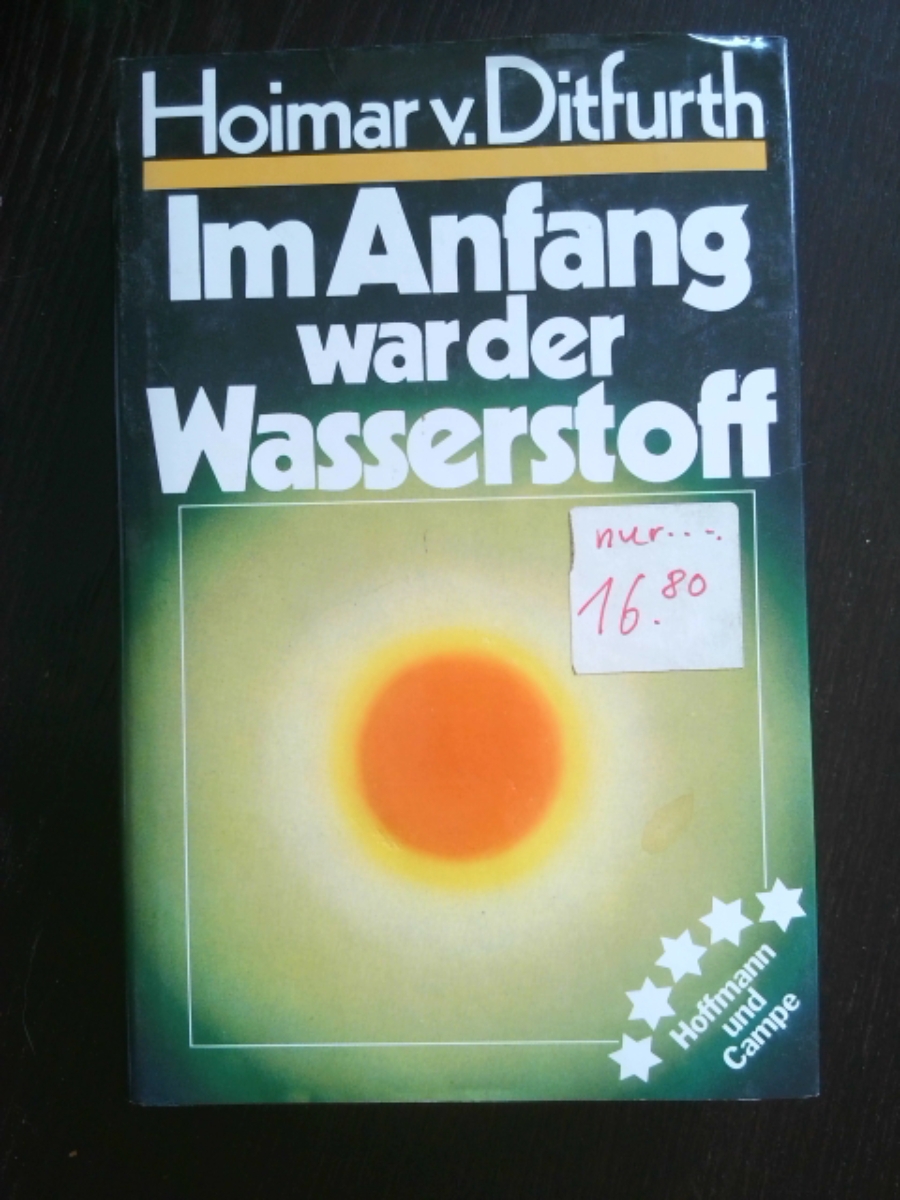 Hoimar v. Ditfurth
Im Anfang
war der
Wasserstoff
nur....
16.80
Hoffmann
und
Campe